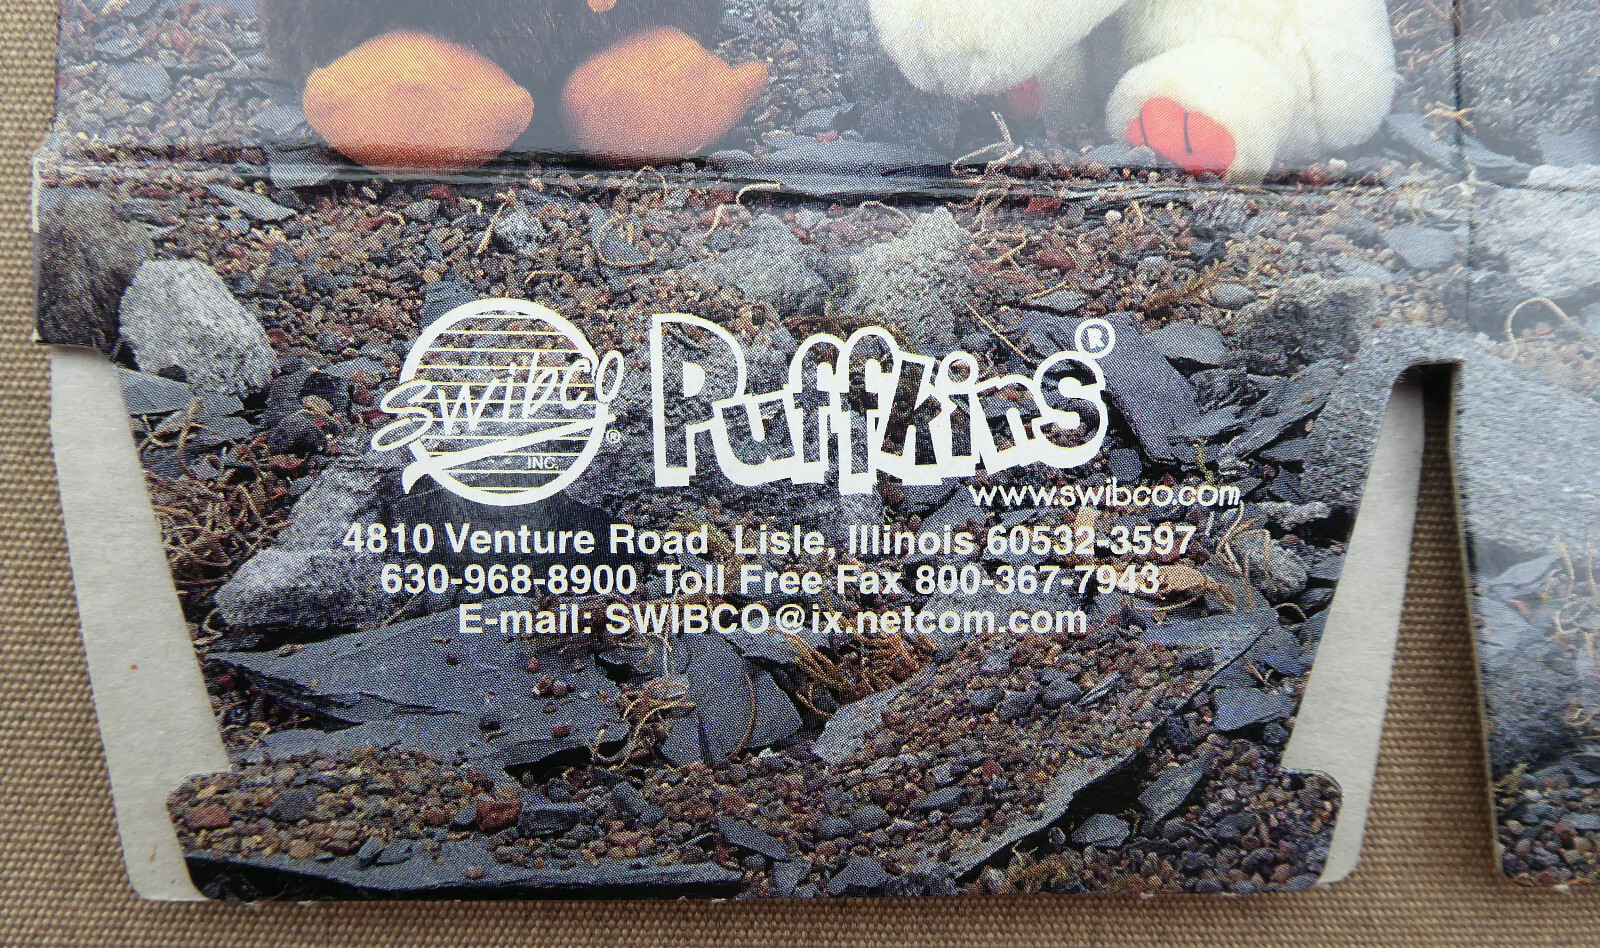 swibco ® Puffkins®
INC.
www.swibco.com
4810 Venture Road Lisle, Illinois 60532-3597
630-968-8900 Toll Free Fax 800-367-7943
E-mail: SWIBCO@ix.netcom.com